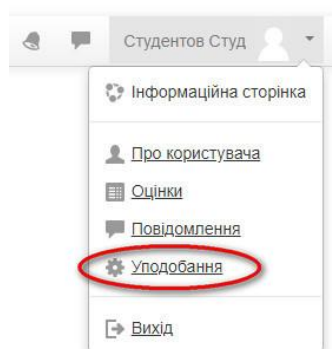 Студентов Студ
Інформаційна сторінка
Про користувача
Оцінки
Повідомлення
Уподобання
Вихід